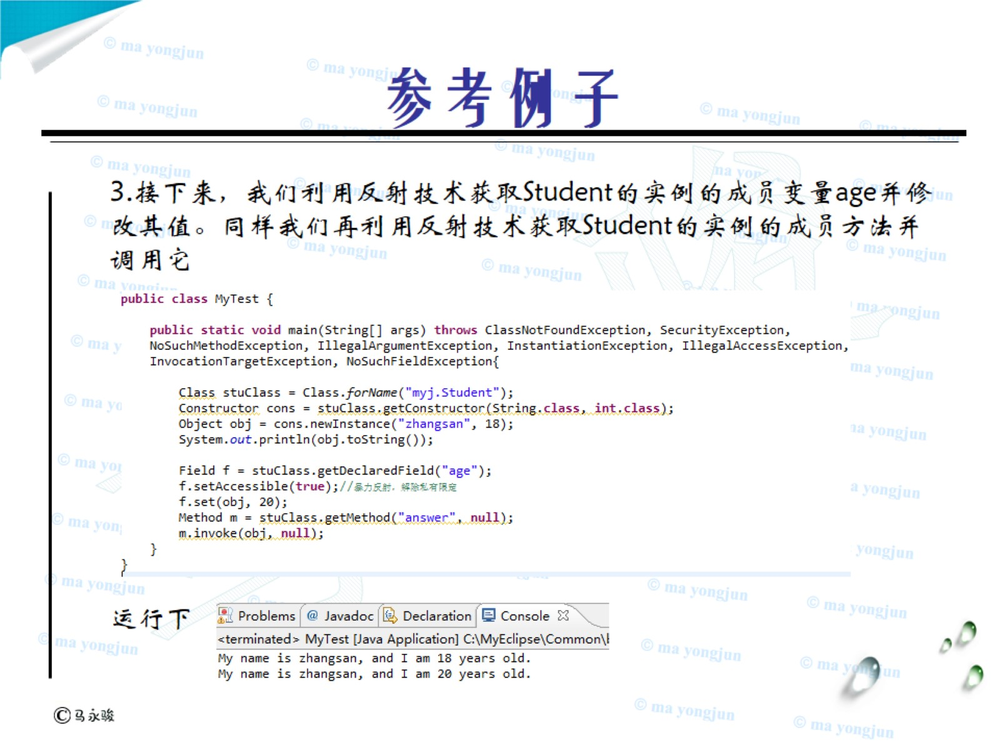 参考例子
3.接下来，我们利用反射技术获取Student的实例的成员变量age并修
改其值。同样我们再利用反射技术获取Student的实例的成员方法并
调用它
public class MyTest {
public static void main(String[] args) throws ClassNotFoundException, SecurityException,
NoSuchMethodException, IllegalArgumentException, InstantiationException, IllegalAccessException,
InvocationTargetException, NoSuchFieldException{
Class stuClass = Class.forName("myj.Student");
Constructor cons = stuClass.getConstructor(String.class, int.class);
Object obj = cons.newInstance("zhangsan", 18);
System.out.println(obj.toString());
Field f = stuClass.getDeclaredField("age");
f.setAccessible(true);//暴力反射，解除私有限定
f.set(obj, 20);
Method m = stuClass.getMethod("answer", null);
m.invoke(obj, null);
}
}
运行下
Problems @ Javadoc Declaration Console
<terminated> MyTest [Java Application] C:\MyEclipse\Common\
My name is zhangsan, and I am 18 years old.
My name is zhangsan, and I am 20 years old.
©马永骏
© ma yongjun